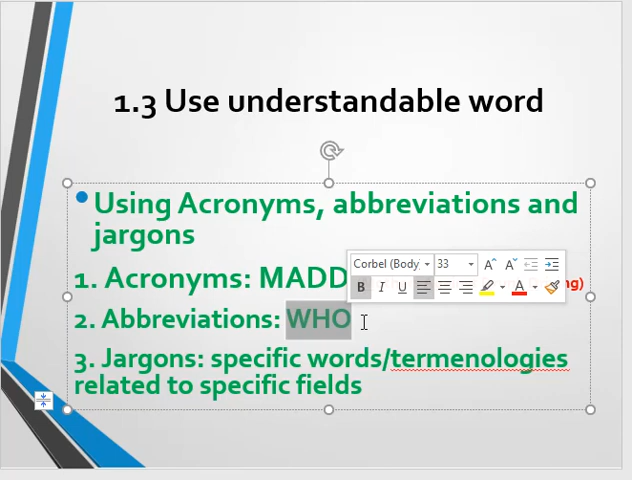 1.3 Use understandable word
Using Acronyms, abbreviations and
jargons
Corbel (Body 33 A A
1. Acronyms: MADD ng)
B I U A
2. Abbreviations: WHO
3. Jargons: specific words/termenologies
related to specific fields